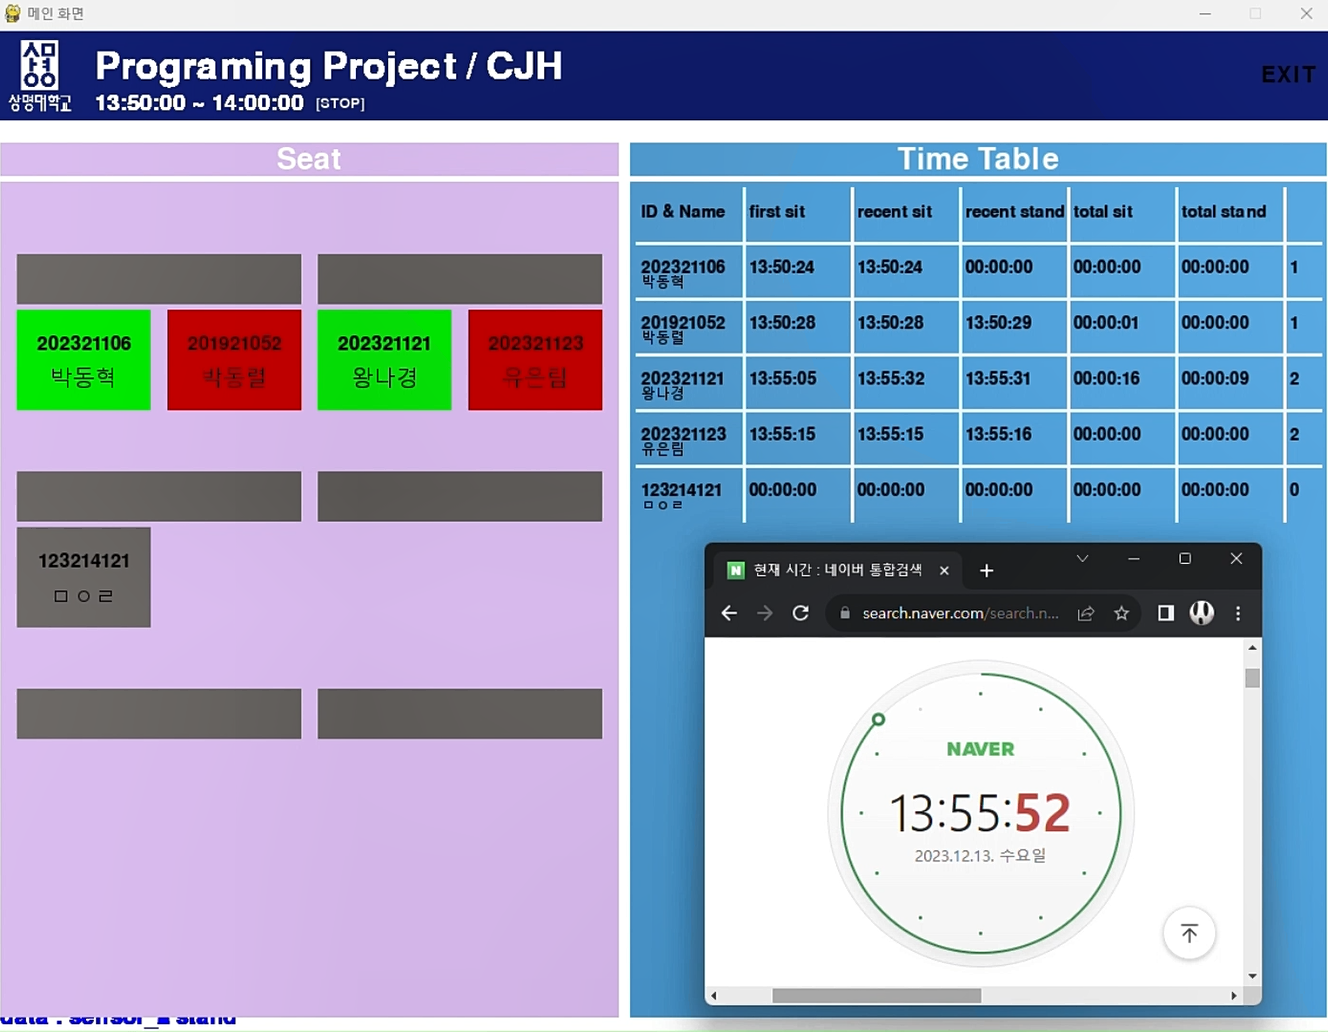 메인 화면
상명
상명대학교
Programing Project / CJH
13:50:00 ~ 14:00:00 [STOP]
EXIT
Seat
202321106
박동혁
201921052
박동렬
202321121
왕나경
202321123
유은림
123214121
ㅁㅇㄹ
Time Table
ID & Name first sit recent sit recent stand total sit total stand
202321106 13:50:24 13:50:24 00:00:00 00:00:00 00:00:00 1
박동혁
201921052 13:50:28 13:50:28 13:50:29 00:00:01 00:00:00 1
박동렬
202321121 13:55:05 13:55:32 13:55:31 00:00:16 00:00:09 2
왕나경
202321123 13:55:15 13:55:15 13:55:16 00:00:00 00:00:00 2
유은림
123214121 00:00:00 00:00:00 00:00:00 00:00:00 00:00:00 0
ㅁㅇㄹ
N 현재 시간 : 네이버 통합검색
search.naver.com/search.n...
NAVER
13:55:52
2023.12.13. 수요일
data : stand